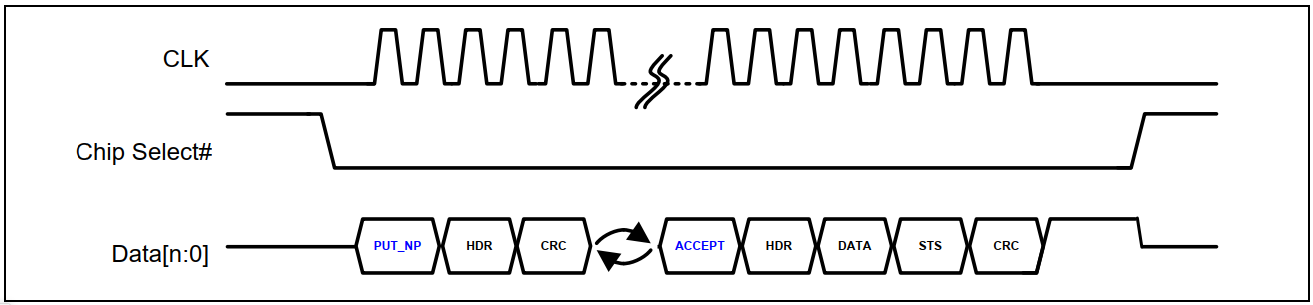 CLK
Chip Select#
Data[n:0]
PUT_NP HDR CRC ACCEPT HDR DATA STS CRC